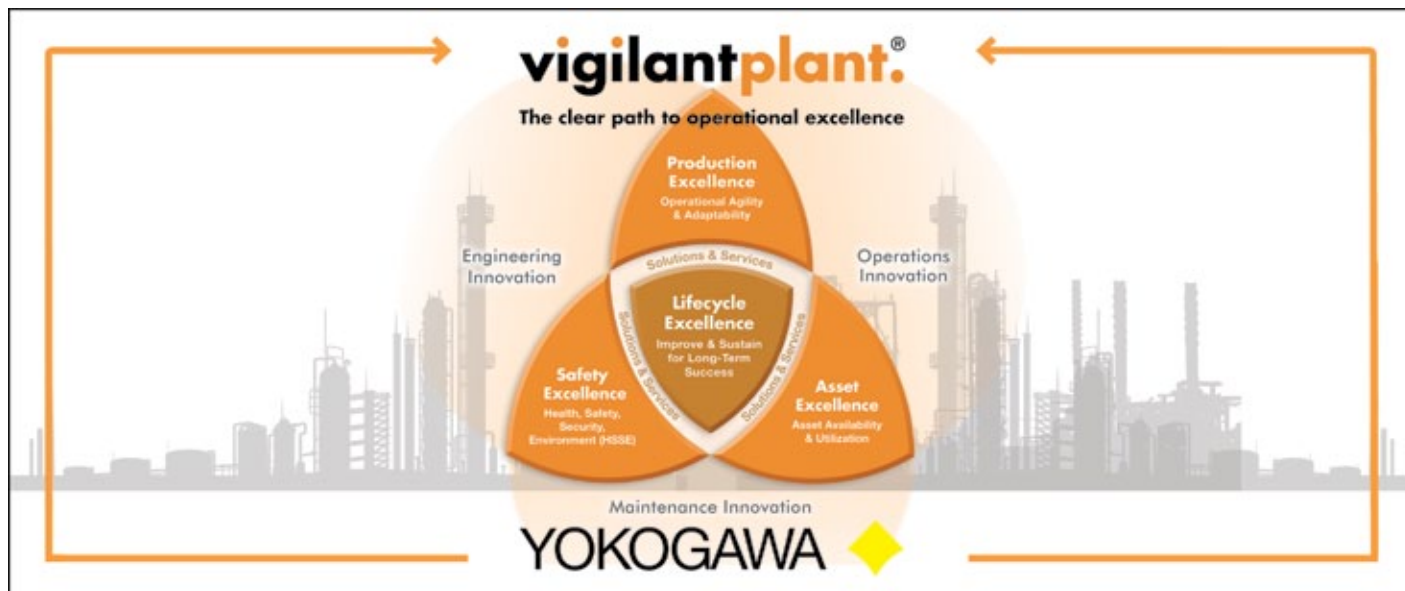 vigilantplant.®
The clear path to operational excellence
Production
Excellence
Operational Agility
& Adaptability
Engineering
Innovation
Operations
Innovation
Solutions & Services
Lifecycle
Excellence
Improve & Sustain
for Long-Term
Success
Solutions & Services
Solutions & Services
Safety
Excellence
Health, Safety,
Security,
Environment (HSSE)
Asset
Excellence
Asset Availability
& Utilization
Maintenance Innovation
YOKOGAWA